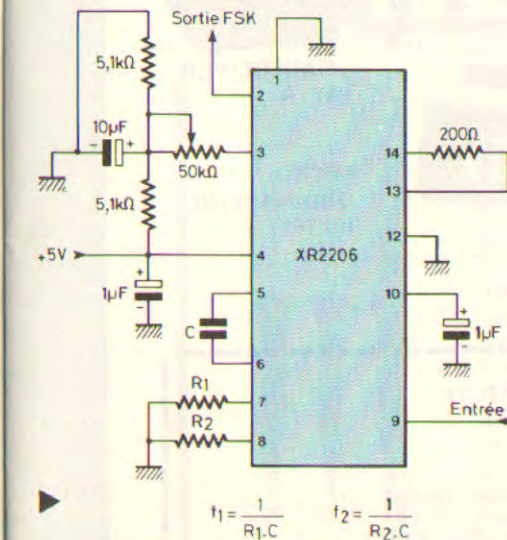 Sortie FSK
1
5,1kΩ
2
10µF
- +
3
50kΩ
14
200Ω
13
5,1kΩ
12
+5V
4
XR2206
+
1µF
-
5
10
C
+
1µF
-
6
R1
7
R2
8
9
Entrée
f1 = 1 / R1.C
f2 = 1 / R2.C